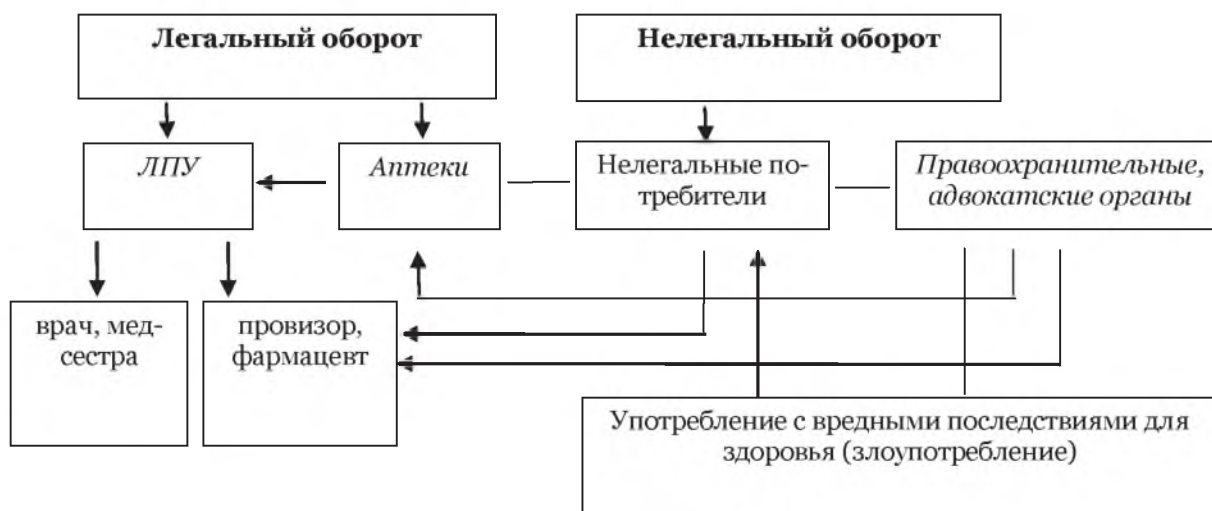 Легальный оборот
Нелегальный оборот
ЛПУ
Аптеки
Нелегальные по-
требители
Правоохранительные,
адвокатские органы
врач, мед-
сестра
провизор,
фармацевт
Употребление с вредными последствиями для
здоровья (злоупотребление)